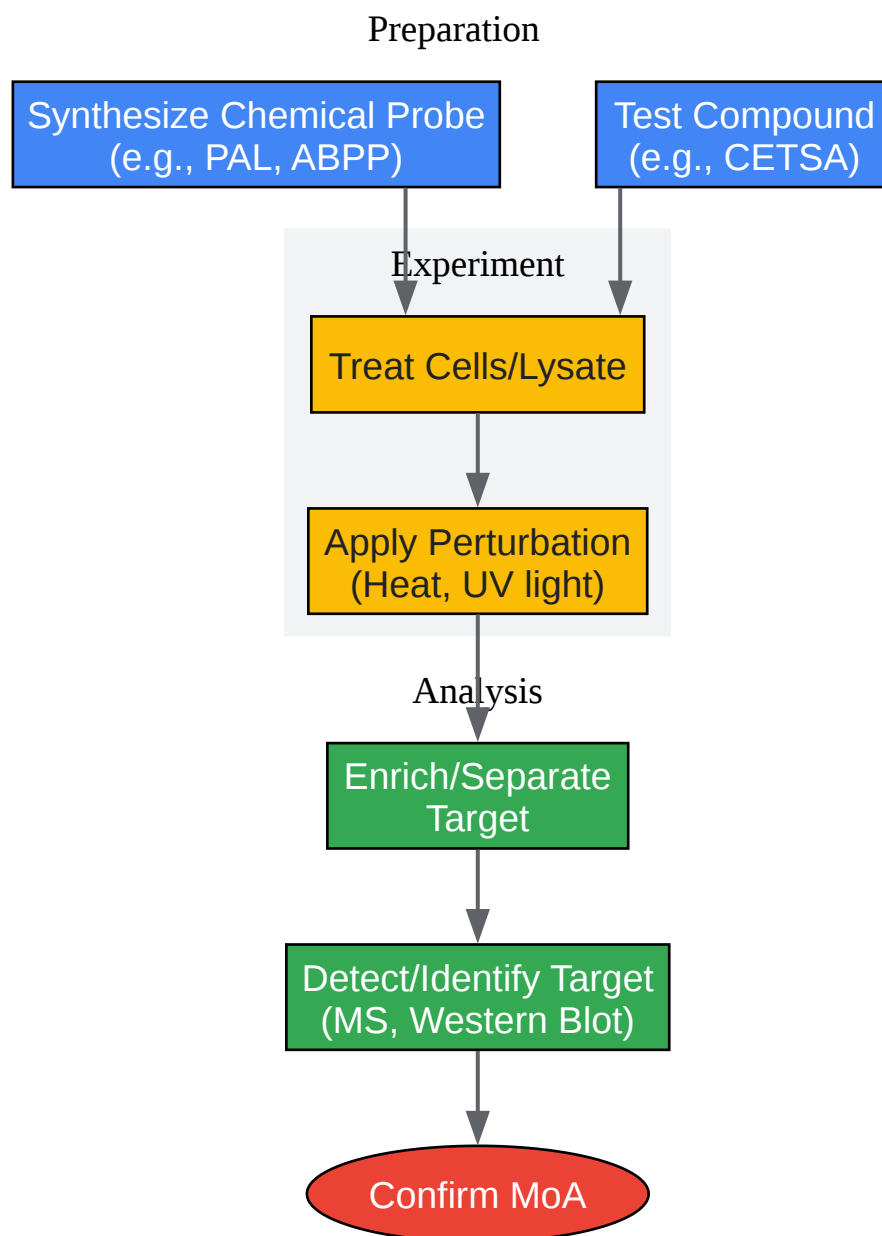 Preparation
Synthesize Chemical Probe
(e.g., PAL, ABPP)
Test Compound
(e.g., CETSA)
Experiment
Treat Cells/Lysate
Apply Perturbation
(Heat, UV light)
Analysis
Enrich/Separate
Target
Detect/Identify Target
(MS, Western Blot)
Confirm MoA